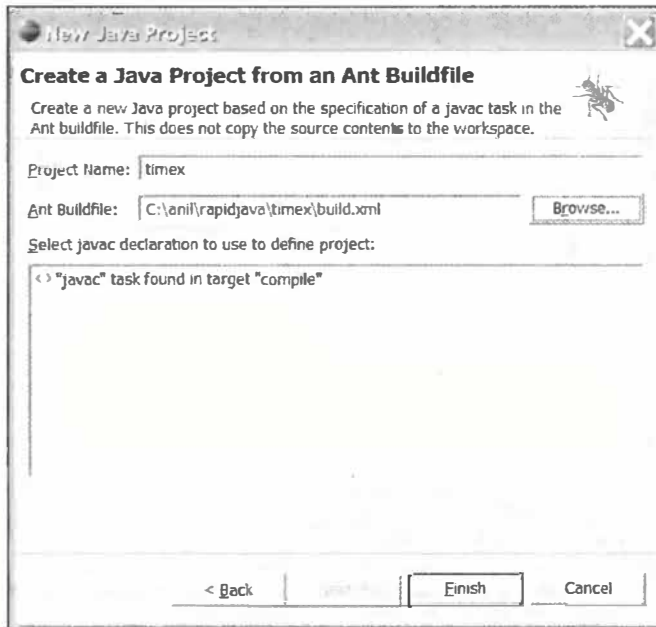 New Java Project
Create a Java Project from an Ant Buildfile
Create a new Java project based on the specification of a javac task in the
Ant buildfile. This does not copy the source contents to the workspace.
Project Name: timex
Ant Buildfile: C:\anil\rapidjava\timex\build.xml Browse...
Select javac declaration to use to define project:
<> "javac" task found in target "compile"
< Back Finish Cancel